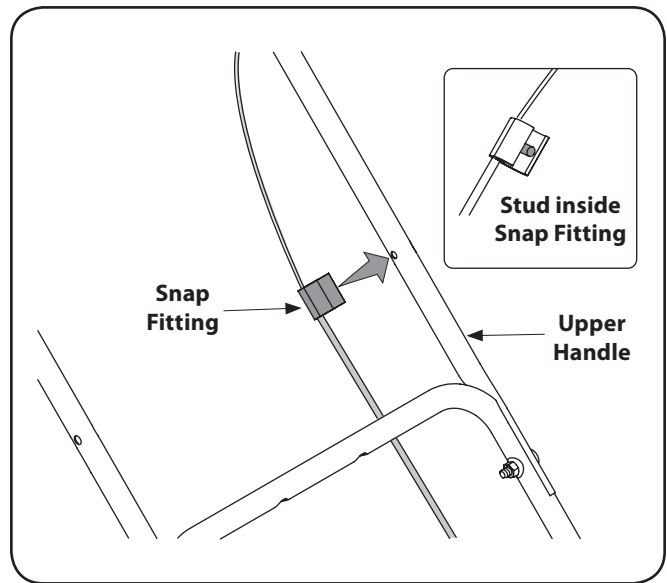 Stud inside
Snap Fitting
Snap
Fitting
Upper
Handle